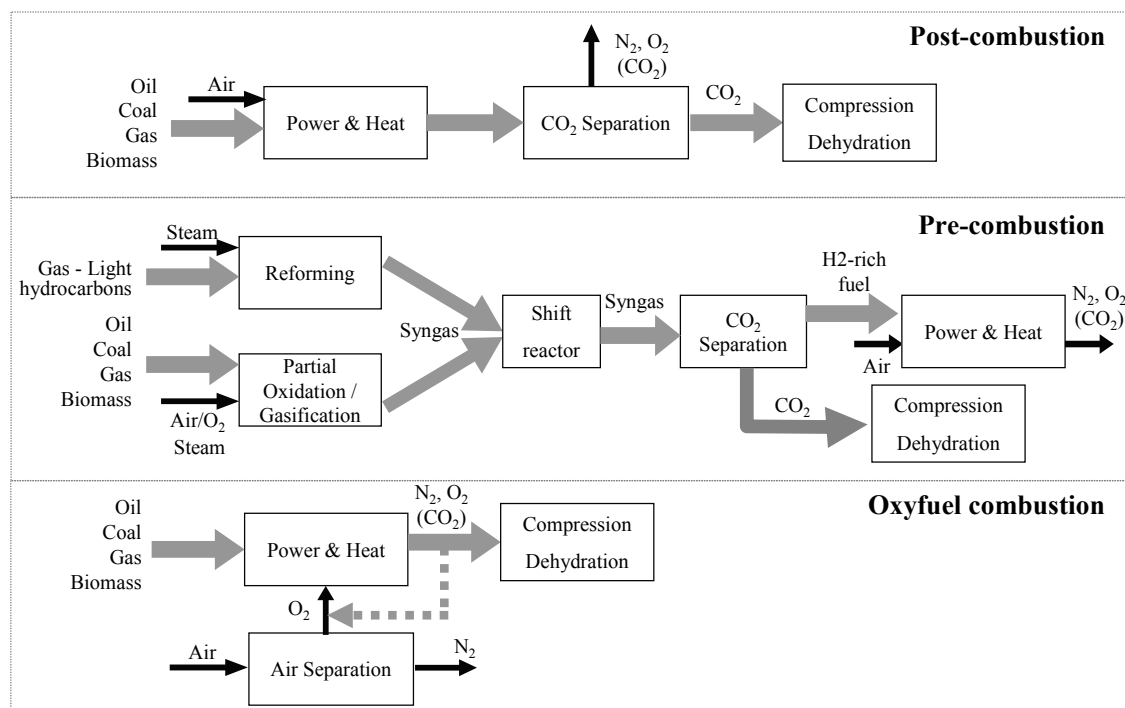 Post-combustion
N2, O2
(CO2)
Oil
Coal
Gas
Biomass
Air
Power & Heat
CO2 Separation
CO2
Compression
Dehydration
Pre-combustion
Steam
Gas - Light
hydrocarbons
Reforming
Oil
Coal
Gas
Biomass
Air/O2
Steam
Partial
Oxidation /
Gasification
Syngas
Shift
reactor
Syngas
CO2
Separation
H2-rich
fuel
Air
Power & Heat
N2, O2
(CO2)
CO2
Compression
Dehydration
Oxyfuel combustion
Oil
Coal
Gas
Biomass
Power & Heat
N2, O2
(CO2)
Compression
Dehydration
O2
Air
Air Separation
N2